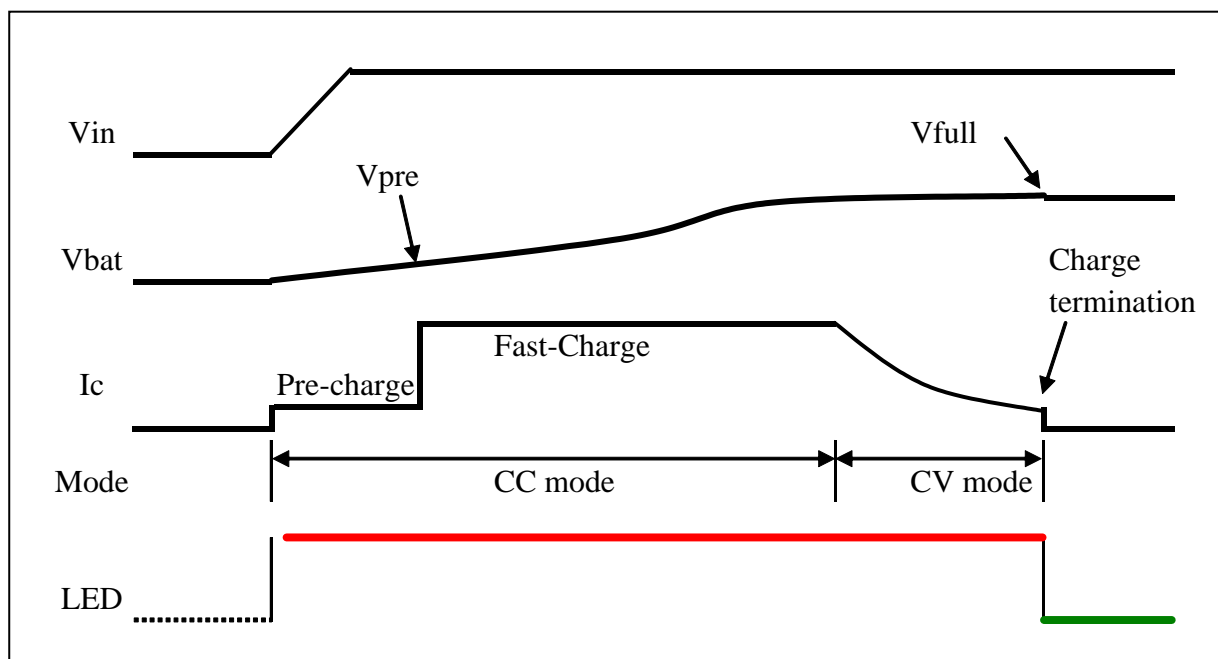 Vin
Vfull
Vpre
Vbat
Charge
termination
Fast-Charge
Ic
Pre-charge
Mode
CC mode
CV mode
LED